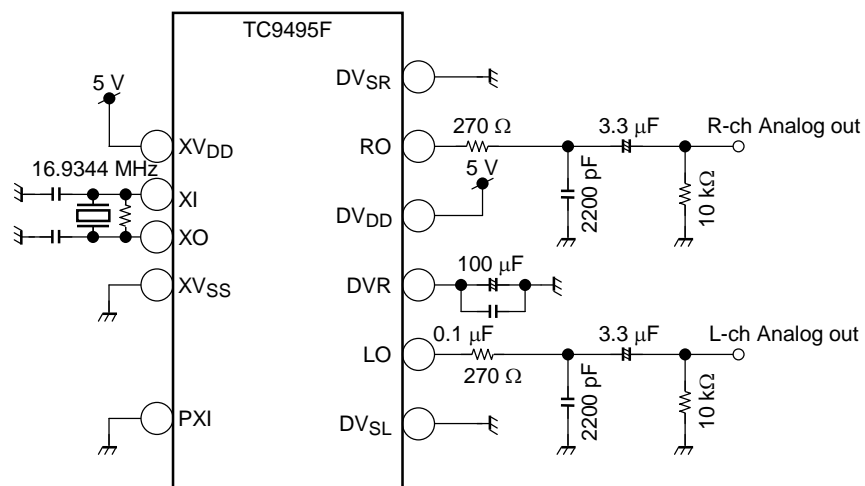 TC9495F
5 V
XVDD
16.9344 MHz
XI
XO
XVSS
PXI
DVSR
RO
270 Ω
3.3 μF
R-ch Analog out
2200 pF
10 kΩ
5 V
DVDD
DVR
100 μF
0.1 μF
LO
270 Ω
3.3 μF
L-ch Analog out
2200 pF
10 kΩ
DVSL